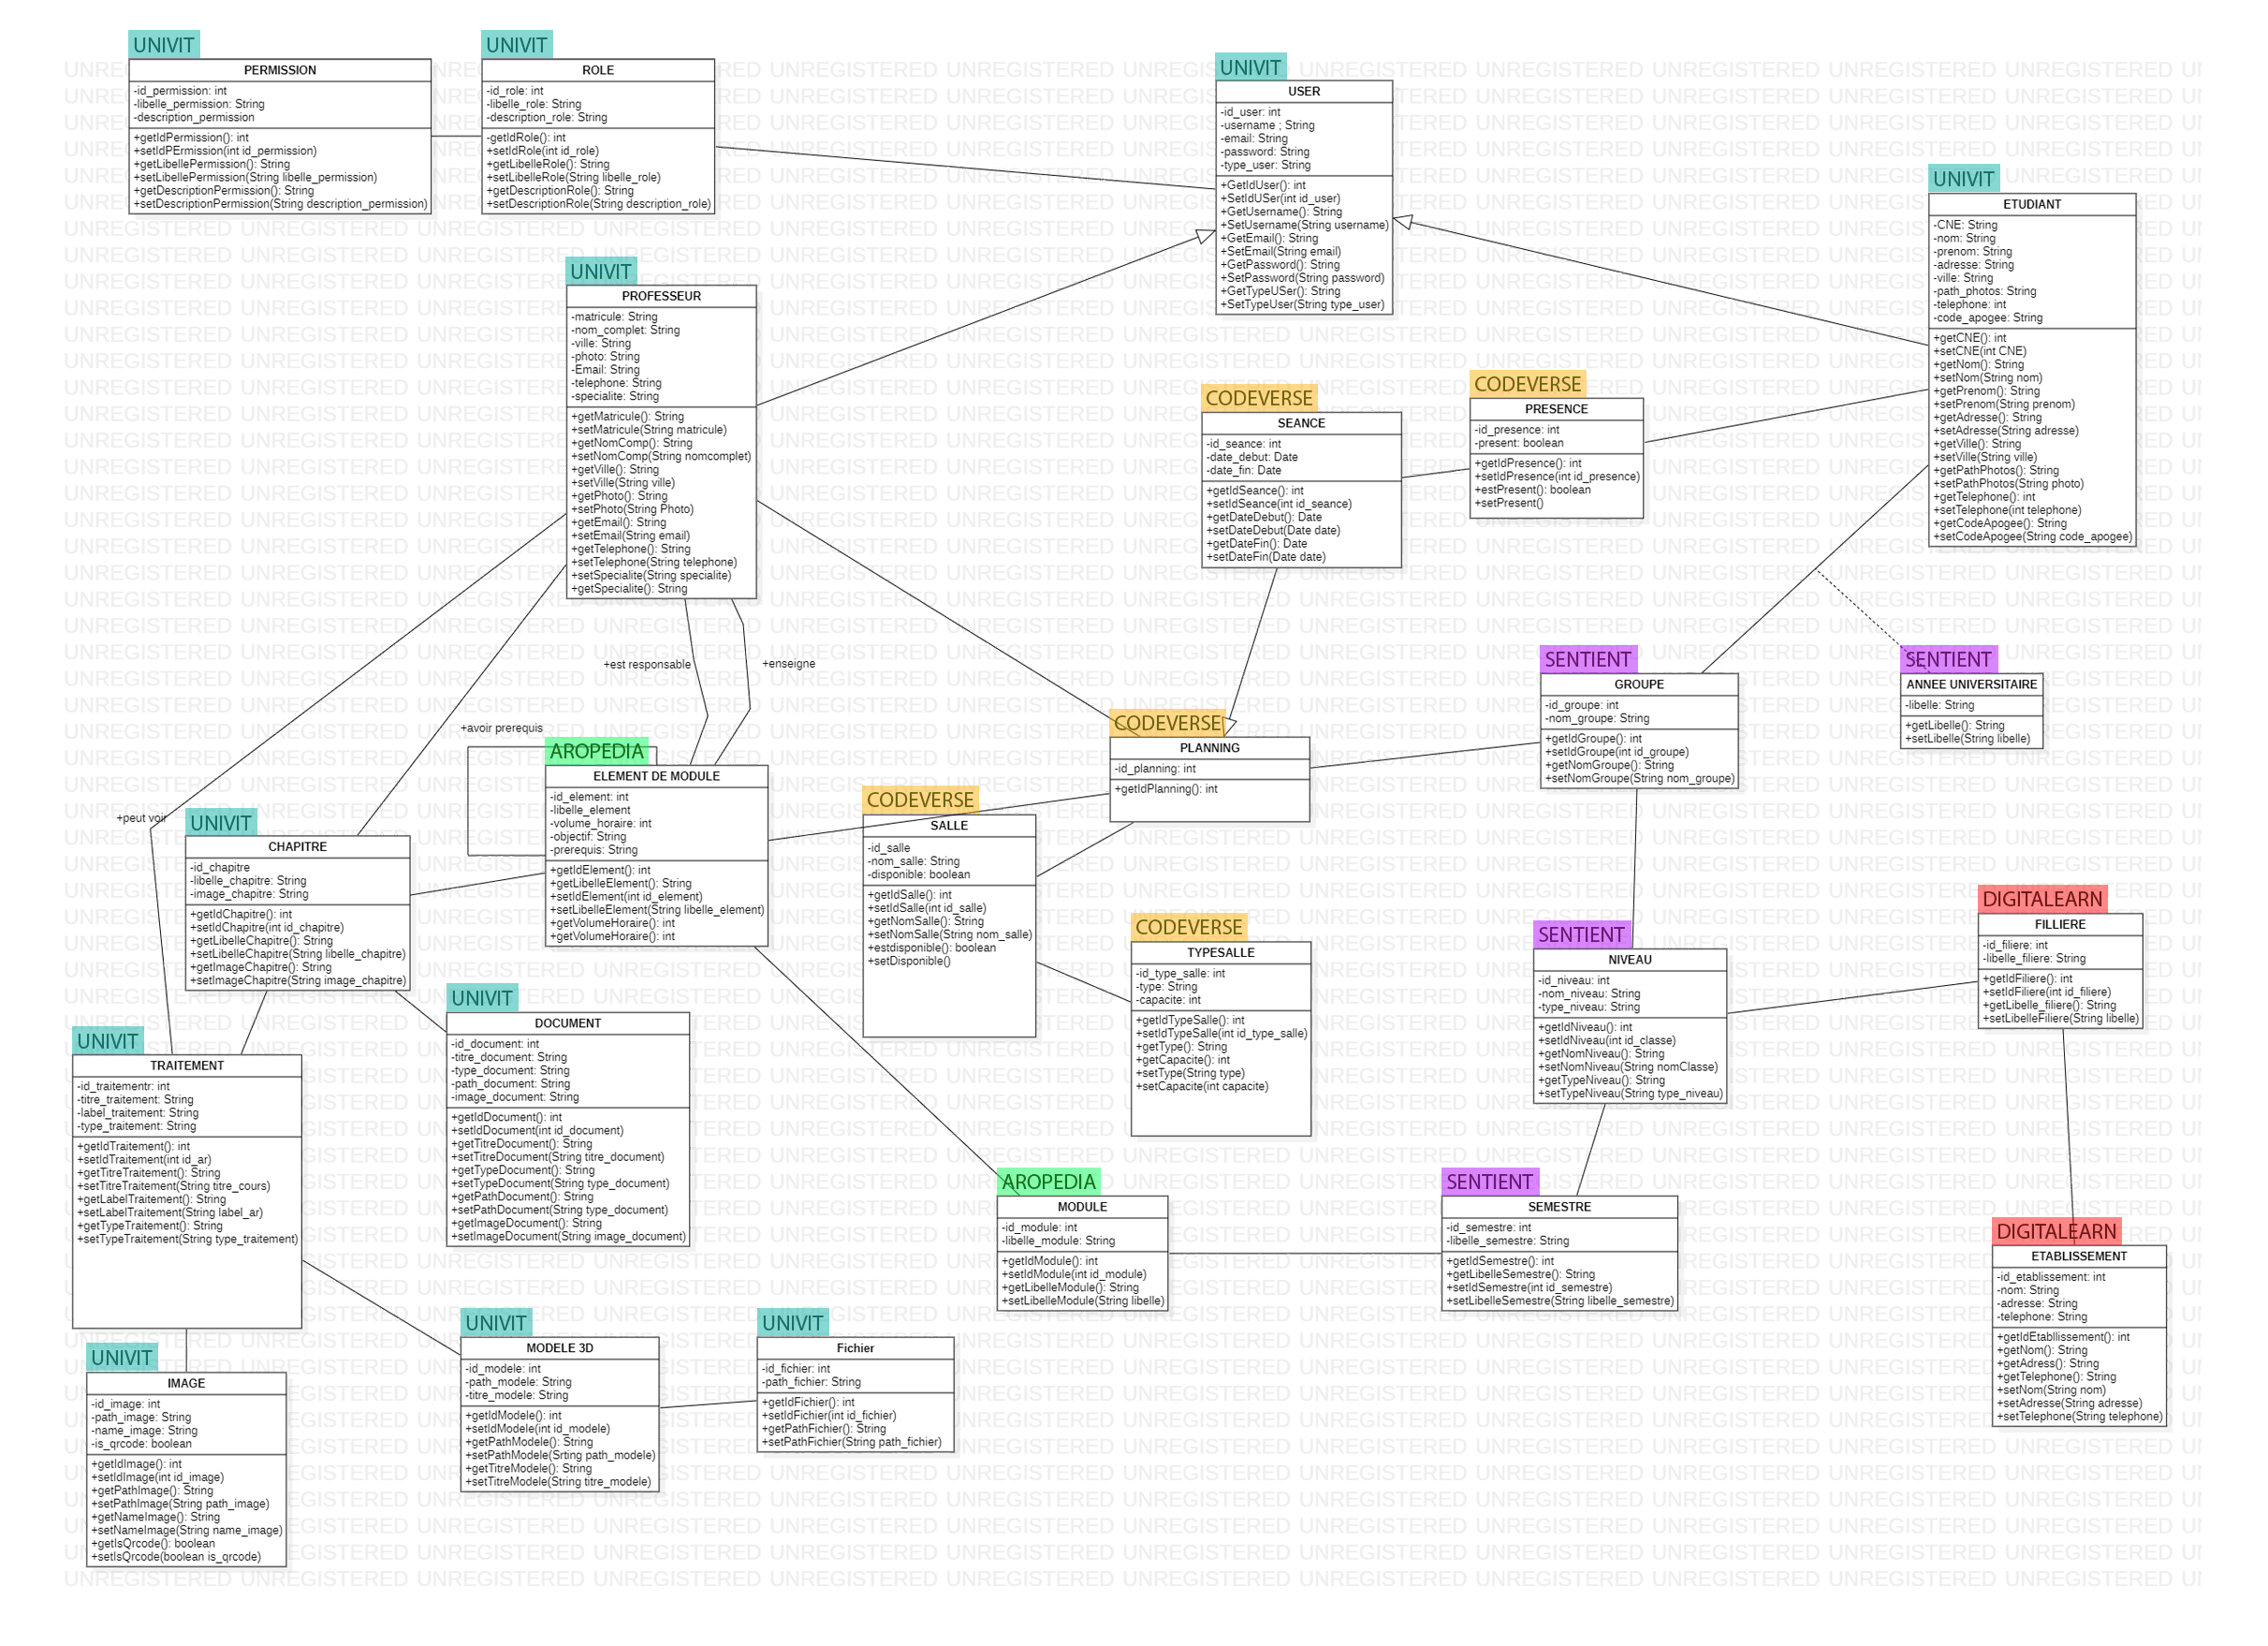 UNIVIT
PERMISSION
-id_permission: int
-libelle_permission: String
-description_permission
+getIdPermission(): int
+setIdPErmission(int id_permission)
+getLibellePermission(): String
+setLibellePermission(String libelle_permission)
+getDescriptionPermission(): String
+setDescriptionPermission(String description_permission)
UNIVIT
ROLE
-id_role: int
-libelle_role: String
-description_role: String
-getIdRole(): int
+setIdRole(int id_role)
+getLibelleRole(): String
+setLibelleRole(String libelle_role)
+getDescriptionRole(): String
+setDescriptionRole(String description_role)
UNIVIT
USER
-id_user: int
-username ; String
-email: String
-password: String
-type_user: String
+GetIdUser(): int
+SetIdUSer(int id_user)
+GetUsername(): String
+SetUsername(String username)
+GetEmail(): String
+SetEmail(String email)
+GetPassword(): String
+SetPassword(String password)
+GetTypeUSer(): String
+SetTypeUser(String type_user)
UNIVIT
ETUDIANT
-CNE: String
-nom: String
-prenom: String
-adresse: String
-ville: String
-path_photos: String
-telephone: int
-code_apogee: String
+getCNE(): int
+setCNE(int CNE)
+getNom(): String
+setNom(String nom)
+getPrenom(): String
+setPrenom(String prenom)
+getAdresse(): String
+setAdresse(String adresse)
+getVille(): String
+setVille(String ville)
+getPathPhotos(): String
+setPathPhotos(String photo)
+getTelephone(): int
+setTelephone(int telephone)
+getCodeApogee(): String
+setCodeApogee(String code_apogee)
UNIVIT
PROFESSEUR
-matricule: String
-nom_complet: String
-ville: String
-photo: String
-Email: String
-telephone: String
-specialite: String
+getMatricule(): String
+setMatricule(String matricule)
+getNomComp(): String
+setNomComp(String nomcomplet)
+getVille(): String
+setVille(String ville)
+getPhoto(): String
+setPhoto(String Photo)
+getEmail(): String
+setEmail(String email)
+getTelephone(): String
+setTelephone(String telephone)
+setSpecialite(String specialite)
+getSpecialite(): String
CODEVERSE
SEANCE
-id_seance: int
-date_debut: Date
-date_fin: Date
+getIdSeance(): int
+setIdSeance(int id_seance)
+getDateDebut(): Date
+setDateDebut(Date date)
+getDateFin(): Date
+setDateFin(Date date)
CODEVERSE
PRESENCE
-id_presence: int
-present: boolean
+getIdPresence(): int
+setIdPresence(int id_presence)
+estPresent(): boolean
+setPresent()
+est responsable
+enseigne
+avoir prerequis
+peut voir
SENTIENT
GROUPE
-id_groupe: int
-nom_groupe: String
+getIdGroupe(): int
+setIdGroupe(int id_groupe)
+getNomGroupe(): String
+setNomGroupe(String nom_groupe)
SENTIENT
ANNEE UNIVERSITAIRE
-libelle: String
+getLibelle(): String
+setLibelle(String libelle)
CODEVERSE
PLANNING
-id_planning: int
+getIdPlanning(): int
AROPEDIA
ELEMENT DE MODULE
-id_element: int
-libelle_element
-volume_horaire: int
-objectif: String
-prerequis: String
+getIdElement(): int
+getLibelleElement(): String
+setIdElement(int id_element)
+setLibelleElement(String libelle_element)
+getVolumeHoraire(): int
+getVolumeHoraire(): int
CODEVERSE
SALLE
-id_salle
-nom_salle: String
-disponible: boolean
+getIdSalle(): int
+setIdSalle(int id_salle)
+getNomSalle(): String
+setNomSalle(String nom_salle)
+estdisponible(): boolean
+setDisponible()
UNIVIT
CHAPITRE
-id_chapitre
-libelle_chapitre: String
-image_chapitre: String
+getIdChapitre(): int
+setIdChapitre(int id_chapitre)
+getLibelleChapitre(): String
+setLibelleChapitre(String libelle_chapitre)
+getImageChapitre(): String
+setImageChapitre(String image_chapitre)
CODEVERSE
TYPESALLE
-id_type_salle: int
-type: String
-capacite: int
+getIdTypeSalle(): int
+setIdTypeSalle(int id_type_salle)
+getType(): String
+getCapacite(): int
+setType(String type)
+setCapacite(int capacite)
SENTIENT
NIVEAU
-id_niveau: int
-nom_niveau: String
-type_niveau: String
+getIdNiveau(): int
+setIdNiveau(int id_classe)
+getNomNiveau(): String
+setNomNiveau(String nomClasse)
+getTypeNiveau(): String
+setTypeNiveau(String type_niveau)
DIGITALEARN
FILLIERE
-id_filiere: int
-libelle_filiere: String
+getIdFiliere(): int
+setIdFiliere(int id_filiere)
+getLibelle_filiere(): String
+setLibelleFiliere(String libelle)
UNIVIT
DOCUMENT
-id_document: int
-titre_document: String
-type_document: String
-path_document: String
-image_document: String
+getIdDocument(): int
+setIdDocument(int id_document)
+getTitreDocument(): String
+setTitreDocument(String titre_document)
+getTypeDocument(): String
+setTypeDocument(String type_document)
+getPathDocument(): String
+setPathDocument(String type_document)
+getImageDocument(): String
+setImageDocument(String image_document)
UNIVIT
TRAITEMENT
-id_traitementr: int
-titre_traitement: String
-label_traitement: String
-type_traitement: String
+getIdTraitement(): int
+setIdTraitement(int id_ar)
+getTitreTraitement(): String
+setTitreTraitement(String titre_cours)
+getLabelTraitement(): String
+setLabelTraitement(String label_ar)
+getTypeTraitement(): String
+setTypeTraitement(String type_traitement)
AROPEDIA
MODULE
-id_module: int
-libelle_module: String
+getIdModule(): int
+setIdModule(int id_module)
+getLibelleModule(): String
+setLibelleModule(String libelle)
SENTIENT
SEMESTRE
-id_semestre: int
-libelle_semestre: String
+getIdSemestre(): int
+getLibelleSemestre(): String
+setIdSemestre(int id_semestre)
+setLibelleSemestre(String libelle_semestre)
DIGITALEARN
ETABLISSEMENT
-id_etablissement: int
-nom: String
-adresse: String
-telephone: String
+getIdEtabllissement(): int
+getNom(): String
+getAdress(): String
+getTelephone(): String
+setNom(String nom)
+setAdresse(String adresse)
+setTelephone(String telephone)
UNIVIT
MODELE 3D
-id_modele: int
-path_modele: String
-titre_modele: String
+getIdModele(): int
+setIdModele(int id_modele)
+getPathModele(): String
+setPathModele(Srting path_modele)
+getTitreModele(): String
+setTitreModele(String titre_modele)
UNIVIT
Fichier
-id_fichier: int
-path_fichier: String
+getIdFichier(): int
+setIdFichier(int id_fichier)
+getPathFichier(): String
+setPathFichier(String path_fichier)
UNIVIT
IMAGE
-id_image: int
-path_image: String
-name_image: String
-is_qrcode: boolean
+getIdImage(): int
+setIdImage(int id_image)
+getPathImage(): String
+setPathImage(String path_image)
+getNameImage(): String
+setNameImage(String name_image)
+getIsQrcode(): boolean
+setIsQrcode(boolean is_qrcode)
UNREGISTERED